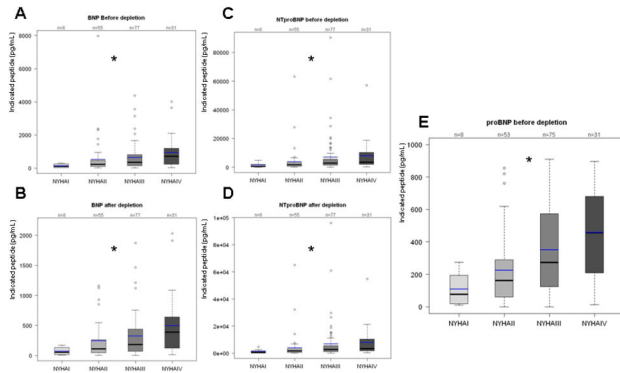 A
BNP Before depletion
n=8 n=55 n=77 n=31
*
Indicated peptide (pg/mL)
8000
6000
4000
2000
0
NYHAI NYHAII NYHAIII NYHAIV
B
BNP after depletion
n=8 n=55 n=77 n=31
*
Indicated peptide (pg/mL)
2000
1500
1000
500
0
NYHAI NYHAII NYHAIII NYHAIV
C
NTproBNP before depletion
n=8 n=55 n=77 n=31
*
Indicated peptide (pg/mL)
80000
60000
40000
20000
0
NYHAI NYHAII NYHAIII NYHAIV
D
NTproBNP after depletion
n=8 n=55 n=77 n=31
*
Indicated peptide (pg/mL)
1e+05
8e+04
6e+04
4e+04
2e+04
0e+00
NYHAI NYHAII NYHAIII NYHAIV
E
proBNP before depletion
n=8 n=53 n=75 n=31
*
Indicated peptide (pg/mL)
1000
800
600
400
200
0
NYHAI NYHAII NYHAIII NYHAIV